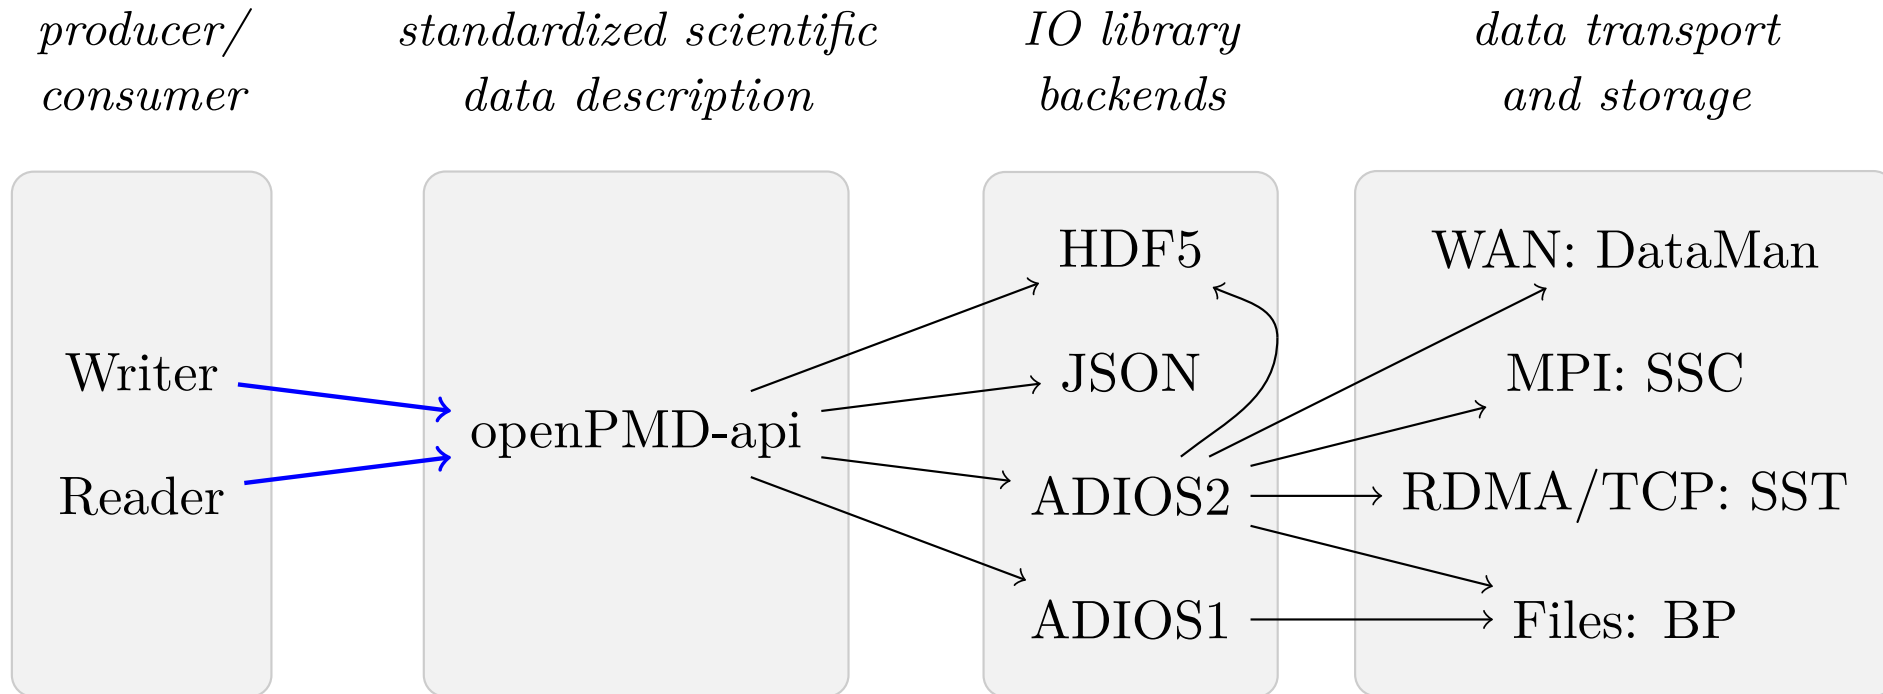 producer/
consumer
standardized scientific
data description
IO library
backends
data transport
and storage
Writer
Reader
openPMD-api
HDF5
JSON
ADIOS2
ADIOS1
WAN: DataMan
MPI: SSC
RDMA/TCP: SST
Files: BP